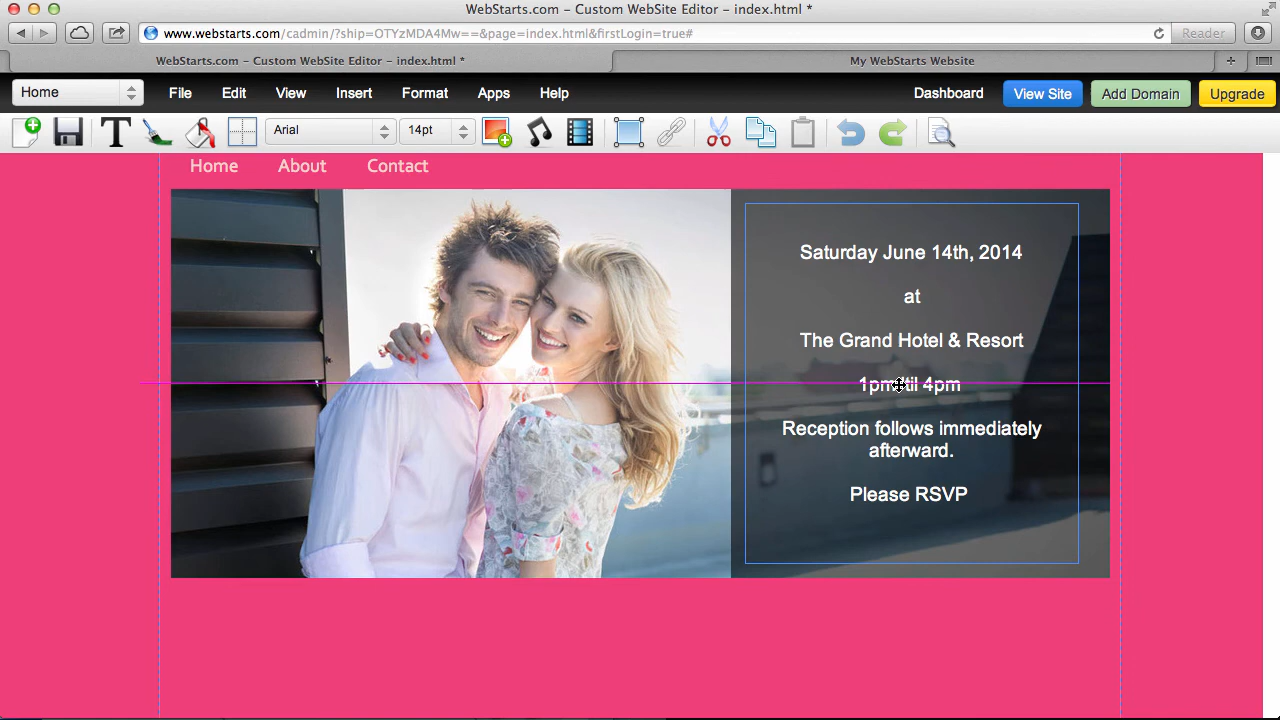 WebStarts.com – Custom WebSite Editor – index.html *
www.webstarts.com/cadmin/?ship=OTYzMDA4Mw==&page=index.html&firstLogin=true#
Reader
WebStarts.com – Custom WebSite Editor – index.html *
My WebStarts Website
Home
File
Edit
View
Insert
Format
Apps
Help
Dashboard
View Site
Add Domain
Upgrade
Arial
14pt
Home
About
Contact
Saturday June 14th, 2014
at
The Grand Hotel & Resort
4pm
Reception follows immediately
afterward.
Please RSVP